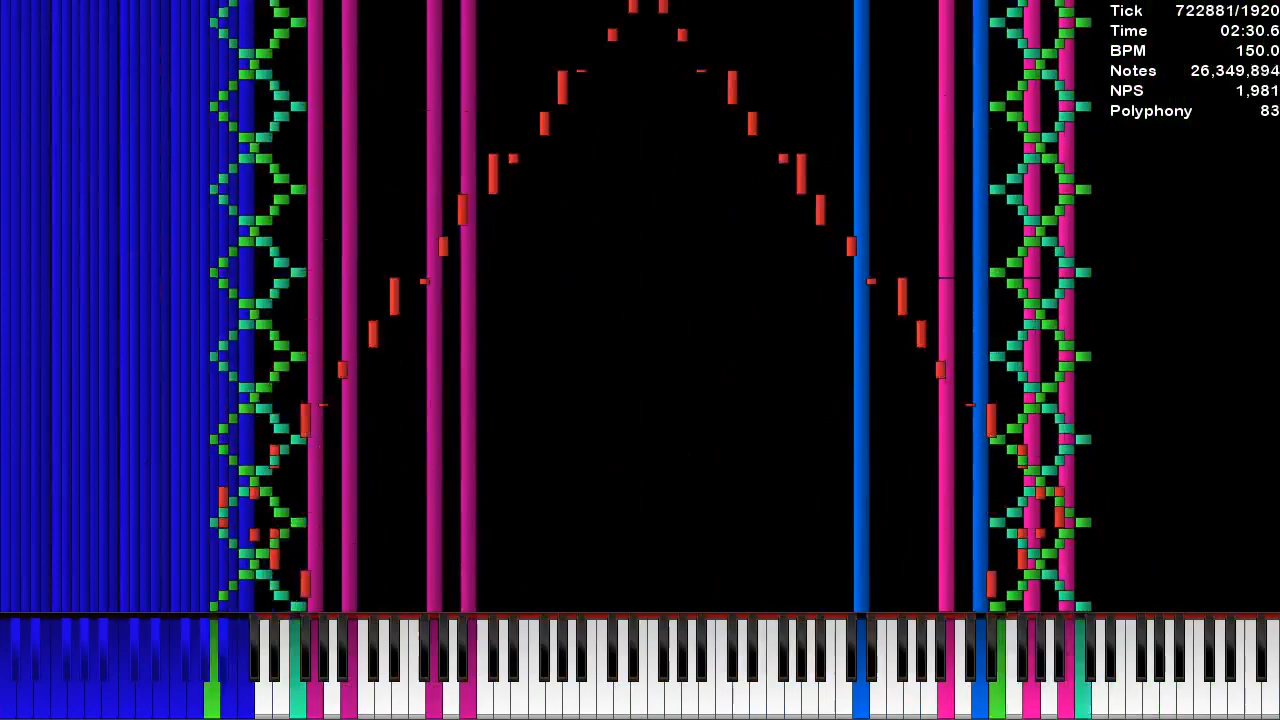 Tick 722881/1920
Time 02:30.6
BPM 150.0
Notes 26,349,894
NPS 1,981
Polyphony 83